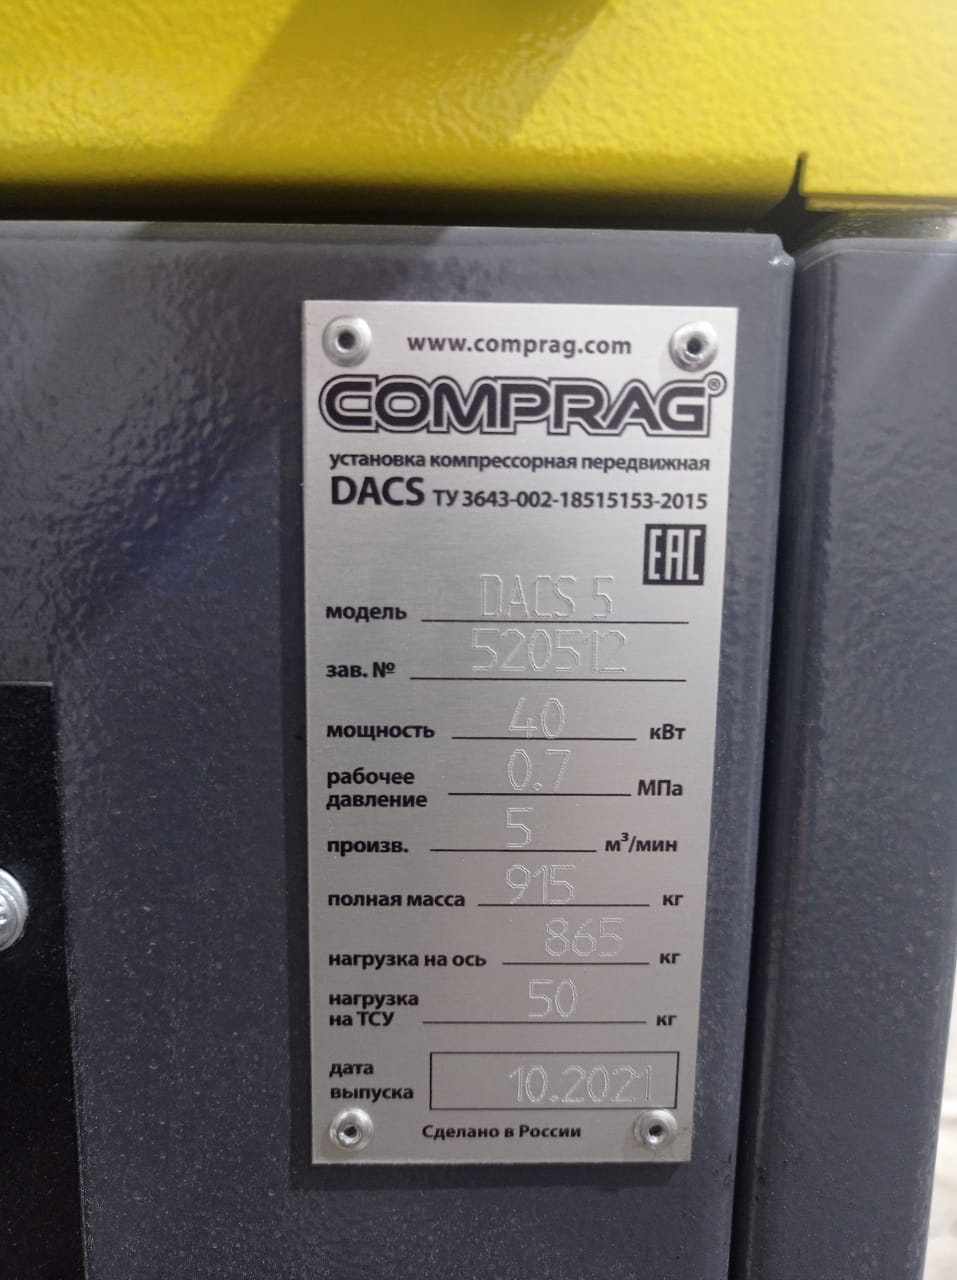 www.comprag.com
COMPRAG®
установка компрессорная передвижная
DACS ТУ 3643-002-18515153-2015
EAC
модель DACS 5
зав. № 520512
мощность 40 кВт
рабочее
давление 0.7 МПа
произв. 5 м³/мин
полная масса 915 кг
нагрузка на ось 865 кг
нагрузка
на ТСУ 50 кг
дата
выпуска 10.2021
Сделано в России